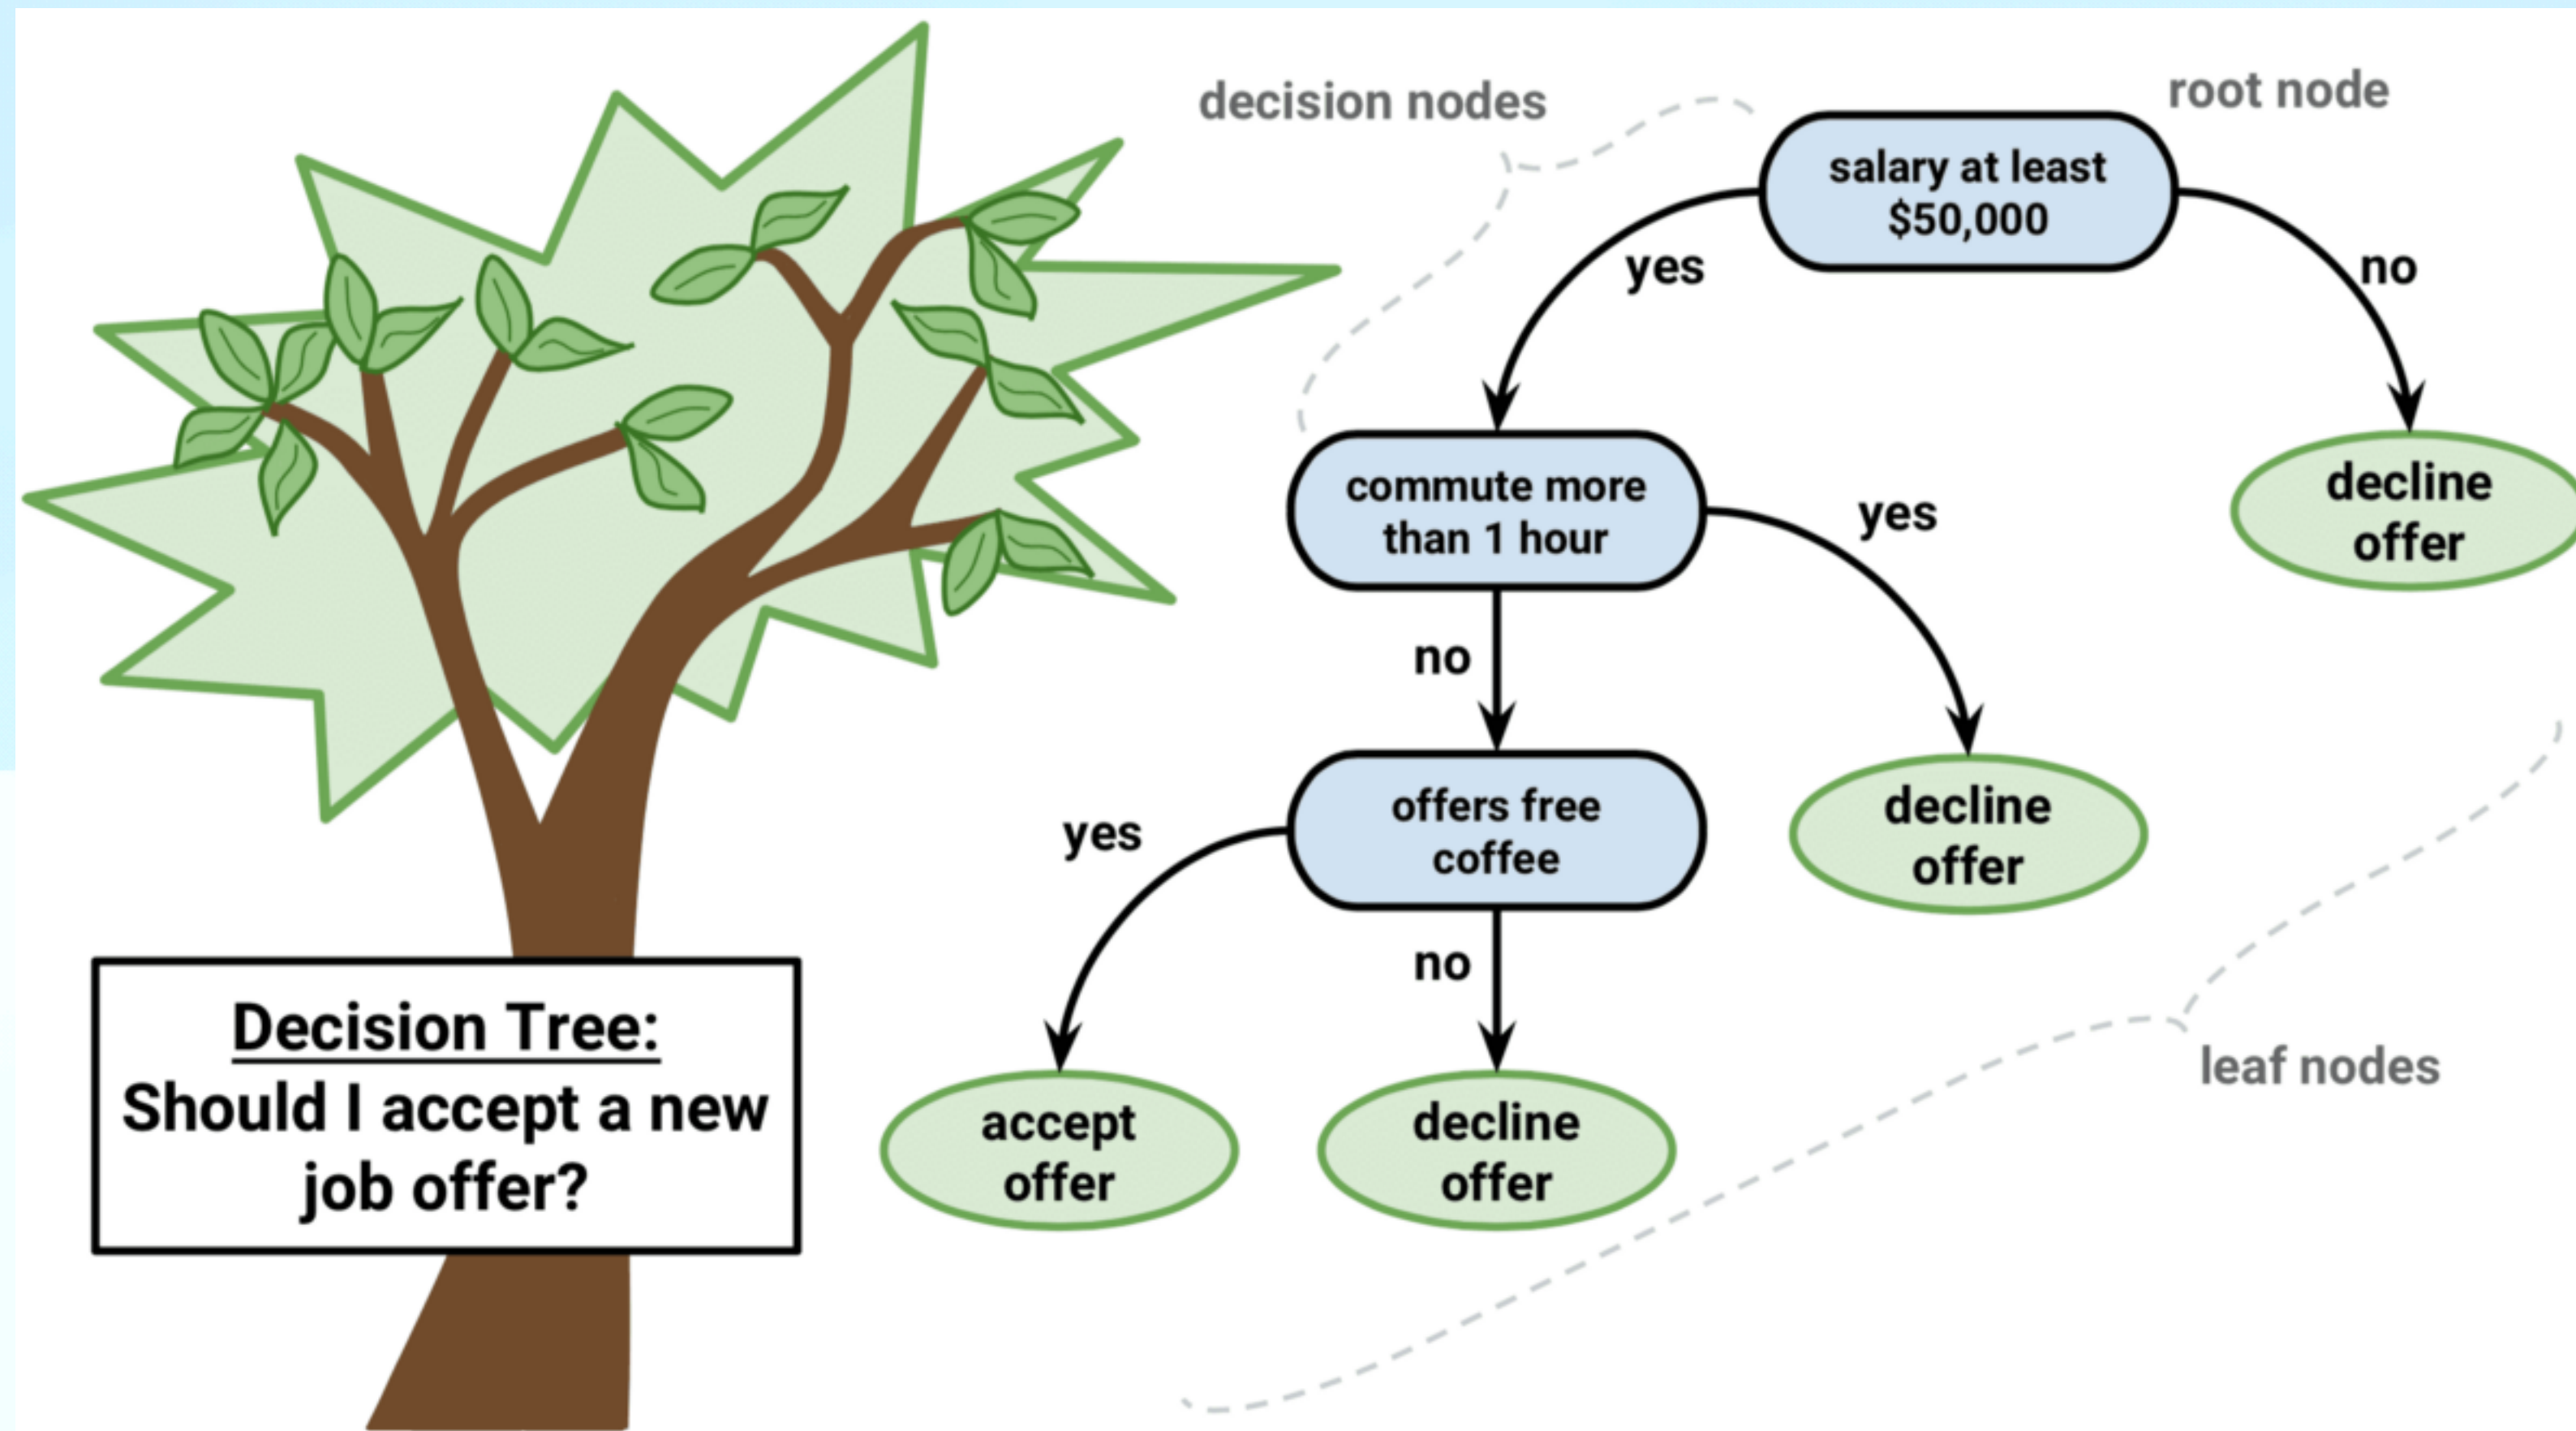 decision nodes
root node
salary at least
$50,000
yes
no
commute more
than 1 hour
yes
decline
offer
no
offers free
coffee
yes
decline
offer
no
accept
offer
decline
offer
leaf nodes
Decision Tree:
Should I accept a new
job offer?